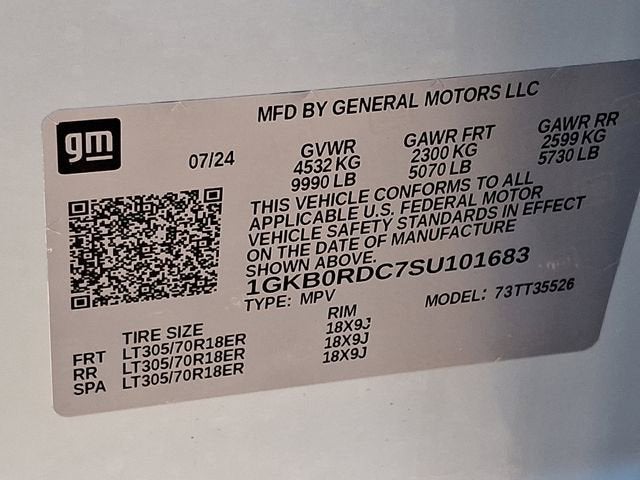 MFD BY GENERAL MOTORS LLC
gm
07/24
GVWR
4532 KG
9990 LB
GAWR FRT
2300 KG
5070 LB
GAWR RR
2599 KG
5730 LB
THIS VEHICLE CONFORMS TO ALL
APPLICABLE U.S. FEDERAL MOTOR
VEHICLE SAFETY STANDARDS IN EFFECT
ON THE DATE OF MANUFACTURE
SHOWN ABOVE.
1GKB0RDC7SU101683
TYPE: MPV
MODEL: 73TT35526
TIRE SIZE RIM
FRT LT305/70R18ER 18X9J
RR LT305/70R18ER 18X9J
SPA LT305/70R18ER 18X9J